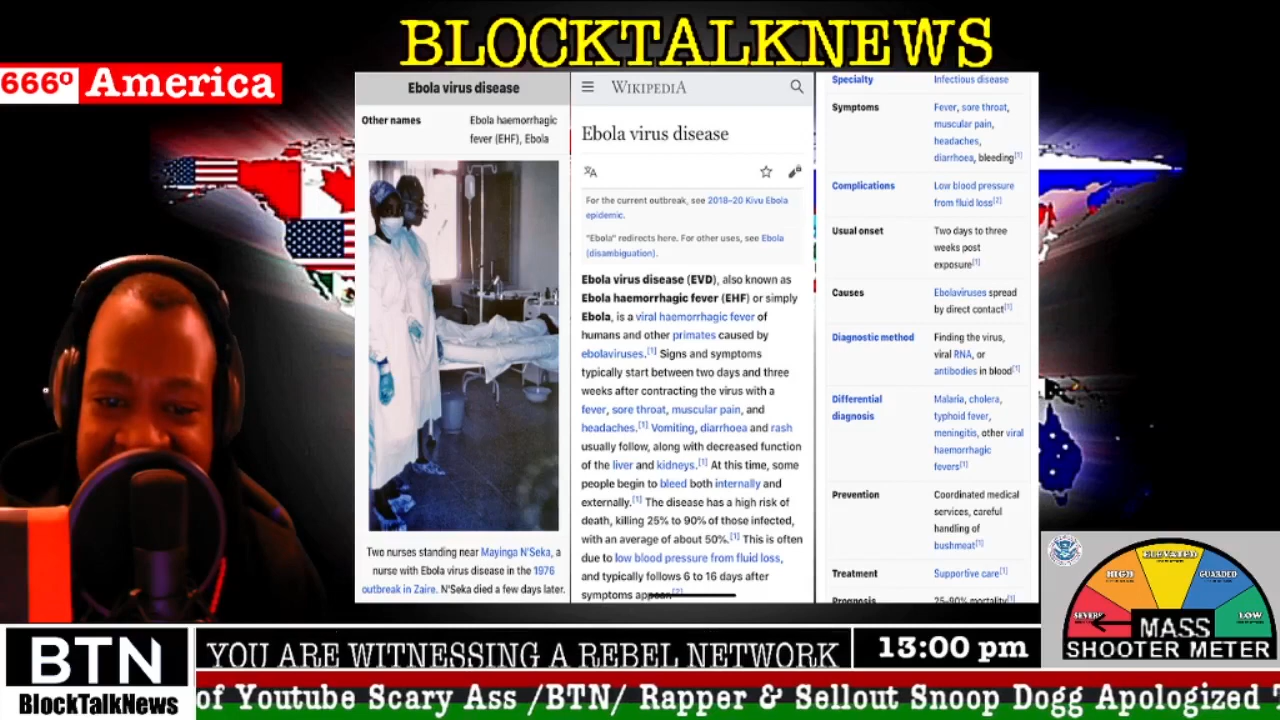 BLOCKTALKNEWS
666º America
Ebola virus disease
Other names
Ebola haemorrhagic
fever (EHF), Ebola
Two nurses standing near Mayinga N'Seka, a
nurse with Ebola virus disease in the 1976
outbreak in Zaire. N'Seka died a few days later.
WIKIPEDIA
Ebola virus disease
For the current outbreak, see 2018–20 Kivu Ebola
epidemic.
"Ebola" redirects here. For other uses, see Ebola
(disambiguation).
Ebola virus disease (EVD), also known as
Ebola haemorrhagic fever (EHF) or simply
Ebola, is a viral haemorrhagic fever of
humans and other primates caused by
ebolaviruses.[1] Signs and symptoms
typically start between two days and three
weeks after contracting the virus with a
fever, sore throat, muscular pain, and
headaches.[1] Vomiting, diarrhoea and rash
usually follow, along with decreased function
of the liver and kidneys.[1] At this time, some
people begin to bleed both internally and
externally.[1] The disease has a high risk of
death, killing 25% to 90% of those infected,
with an average of about 50%.[1] This is often
due to low blood pressure from fluid loss,
and typically follows 6 to 16 days after
symptoms appear.[2]
Specialty
Infectious disease
Symptoms
Fever, sore throat,
muscular pain,
headaches,
diarrhoea, bleeding[1]
Complications
Low blood pressure
from fluid loss[2]
Usual onset
Two days to three
weeks post
exposure[1]
Causes
Ebolaviruses spread
by direct contact[1]
Diagnostic method
Finding the virus,
viral RNA, or
antibodies in blood[1]
Differential
diagnosis
Malaria, cholera,
typhoid fever,
meningitis, other viral
haemorrhagic
fevers[1]
Prevention
Coordinated medical
services, careful
handling of
bushmeat[1]
Treatment
Supportive care[1]
Prognosis
25–90% mortality[1]
SEVERE
HIGH
ELEVATED
GUARDED
LOW
MASS
SHOOTER METER
BTN
BlockTalkNews
YOU ARE WITNESSING A REBEL NETWORK
13:00 pm
of Youtube Scary Ass /BTN/ Rapper & Sellout Snoop Dogg Apologized